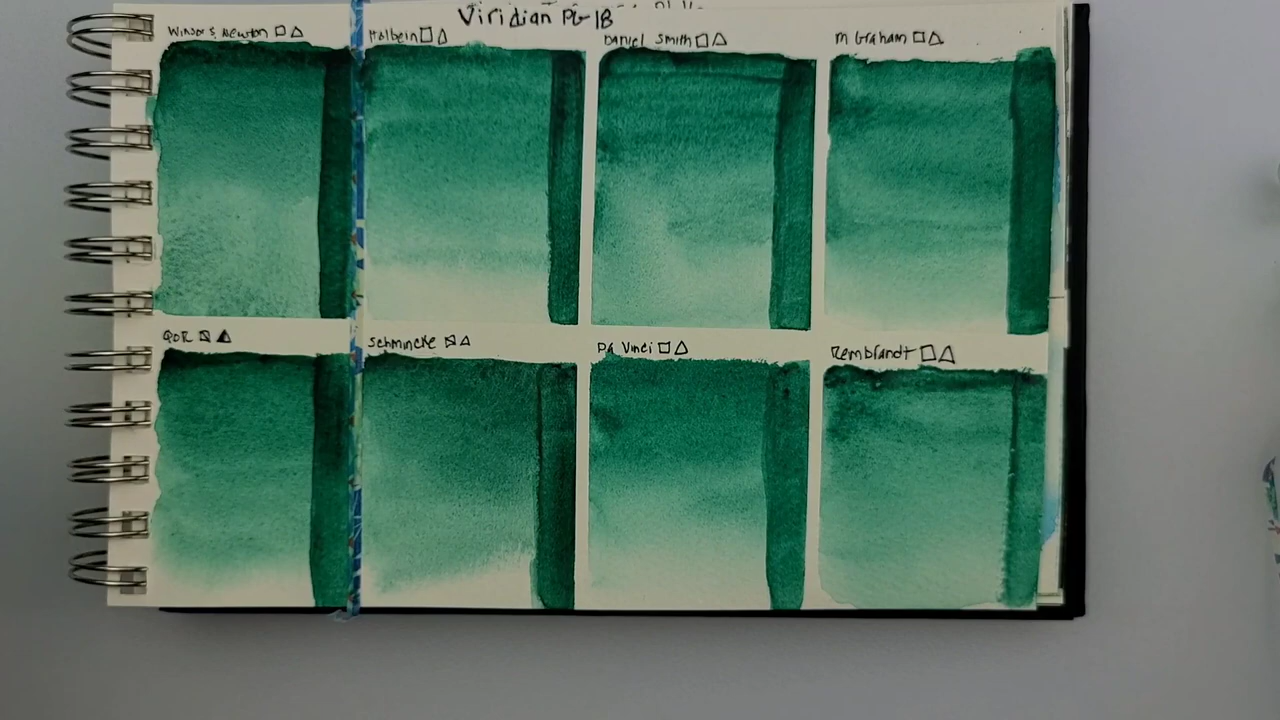 Viridian PG-18
Winsor & Newton
Holbein
Daniel Smith
M Graham
QOR
Schmincke
Da Vinci
Rembrandt